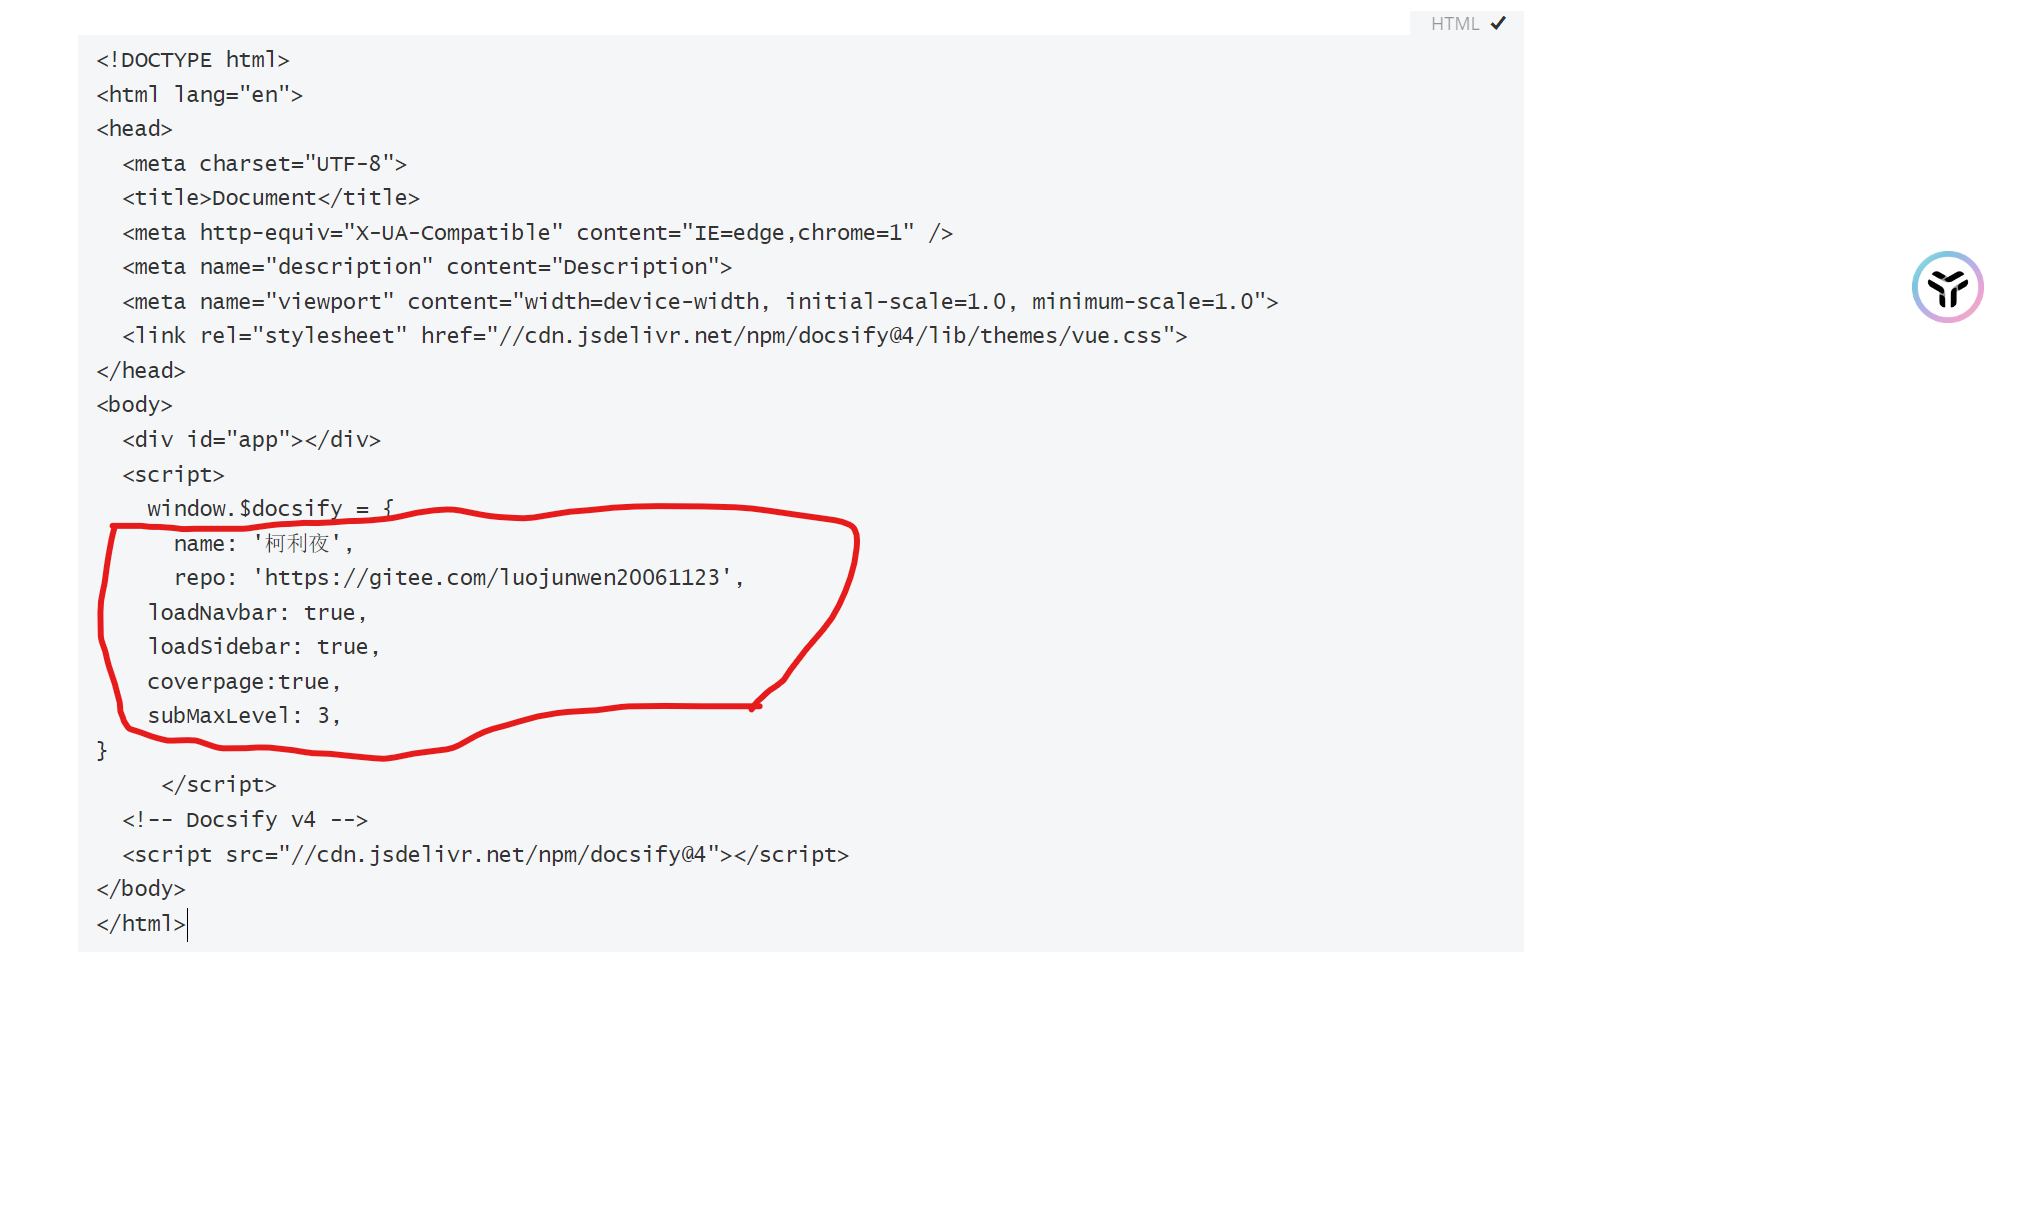 HTML
<!DOCTYPE html>
<html lang="en">
<head>
  <meta charset="UTF-8">
  <title>Document</title>
  <meta http-equiv="X-UA-Compatible" content="IE=edge,chrome=1" />
  <meta name="description" content="Description">
  <meta name="viewport" content="width=device-width, initial-scale=1.0, minimum-scale=1.0">
  <link rel="stylesheet" href="//cdn.jsdelivr.net/npm/docsify@4/lib/themes/vue.css">
</head>
<body>
  <div id="app"></div>
  <script>
    window.$docsify = {
      name: '柯利夜',
      repo: 'https://gitee.com/luojunwen20061123',
    loadNavbar: true,
    loadSidebar: true,
    coverpage:true,
    subMaxLevel: 3,
}
     </script>
  <!-- Docsify v4 -->
  <script src="//cdn.jsdelivr.net/npm/docsify@4"></script>
</body>
</html>